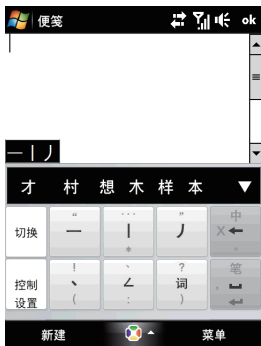 便笺 ok
一丨丿
才 村 想 木 样 本
切换 “ 一 … 丨 * ” 丿 中 X
控制设置 ! 丶 ( 、 ∠ : ? 词 ) 笔 ,
新建 菜单